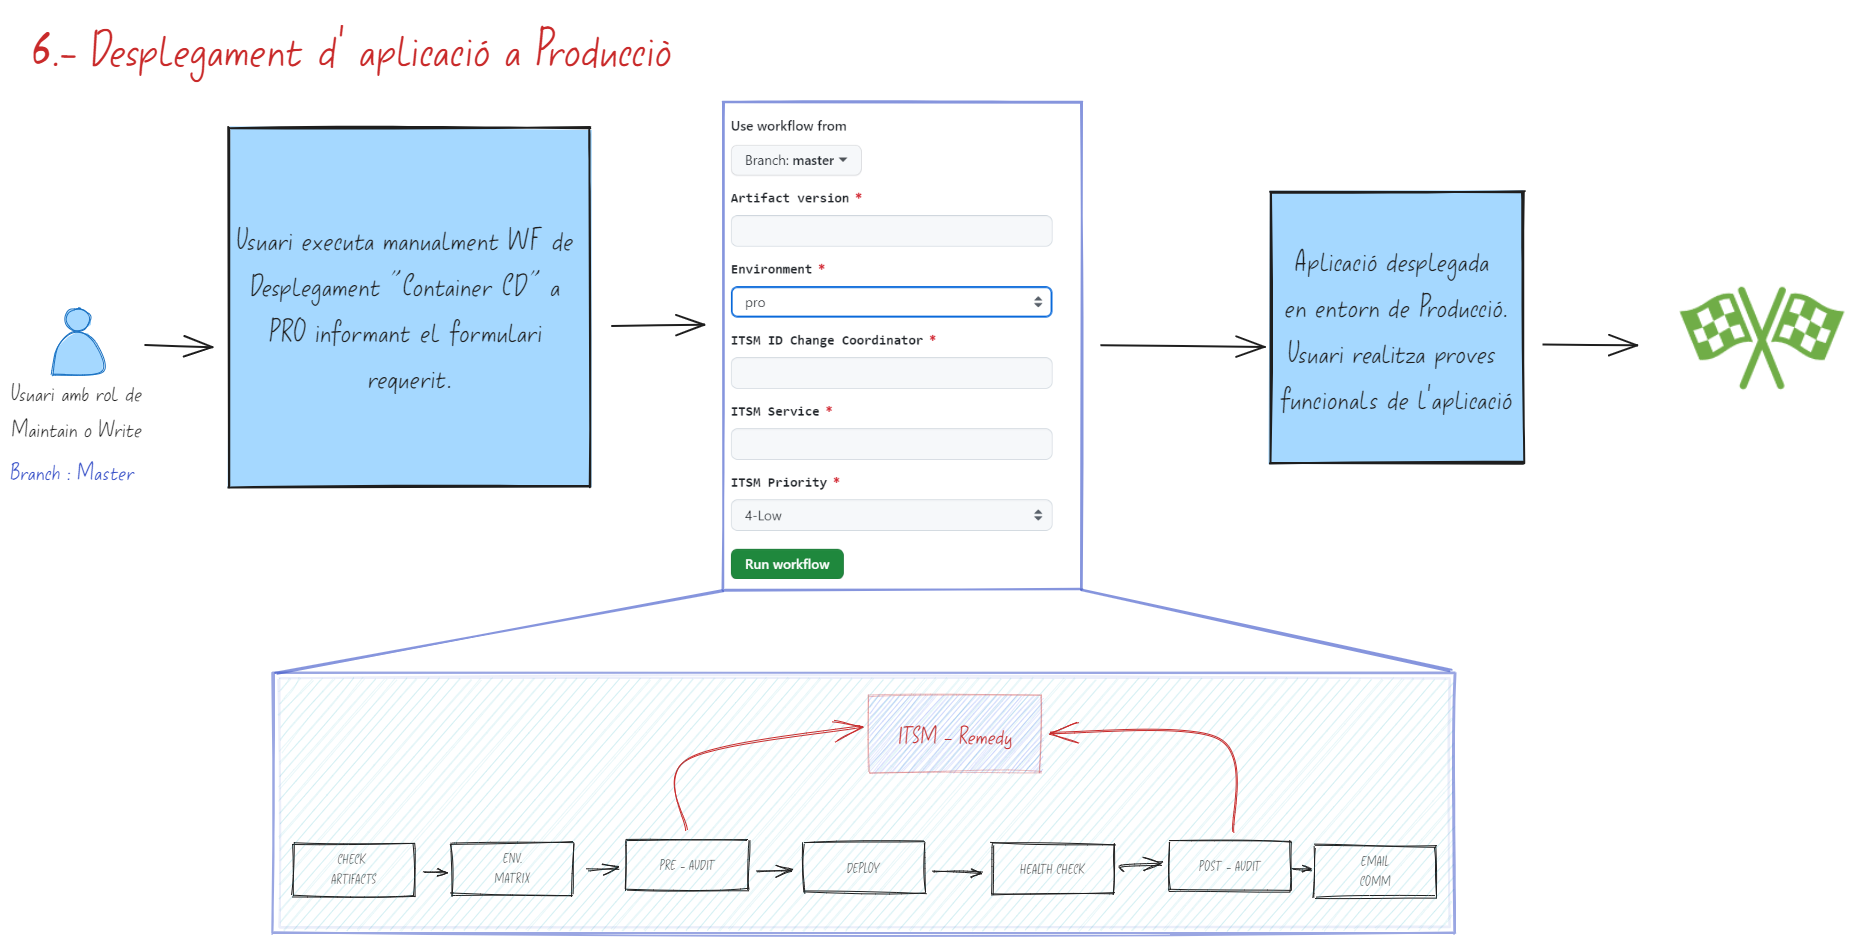 6.- Desplegament d' aplicació a Producciò
Usuari amb rol de
Maintain o Write
Branch : Master
Usuari executa manualment WF de
Desplegament "Container CD" a
PRO informant el formulari
requerit.
Use workflow from
Branch: master
Artifact version *
Environment *
pro
ITSM ID Change Coordinator *
ITSM Service *
ITSM Priority *
4-Low
Run workflow
Aplicació desplegada
en entorn de Producció.
Usuari realitza proves
funcionals de l'aplicació
ITSM - Remedy
CHECK
ARTIFACTS
ENV.
MATRIX
PRE - AUDIT
DEPLOY
HEALTH CHECK
POST - AUDIT
EMAIL
COMM